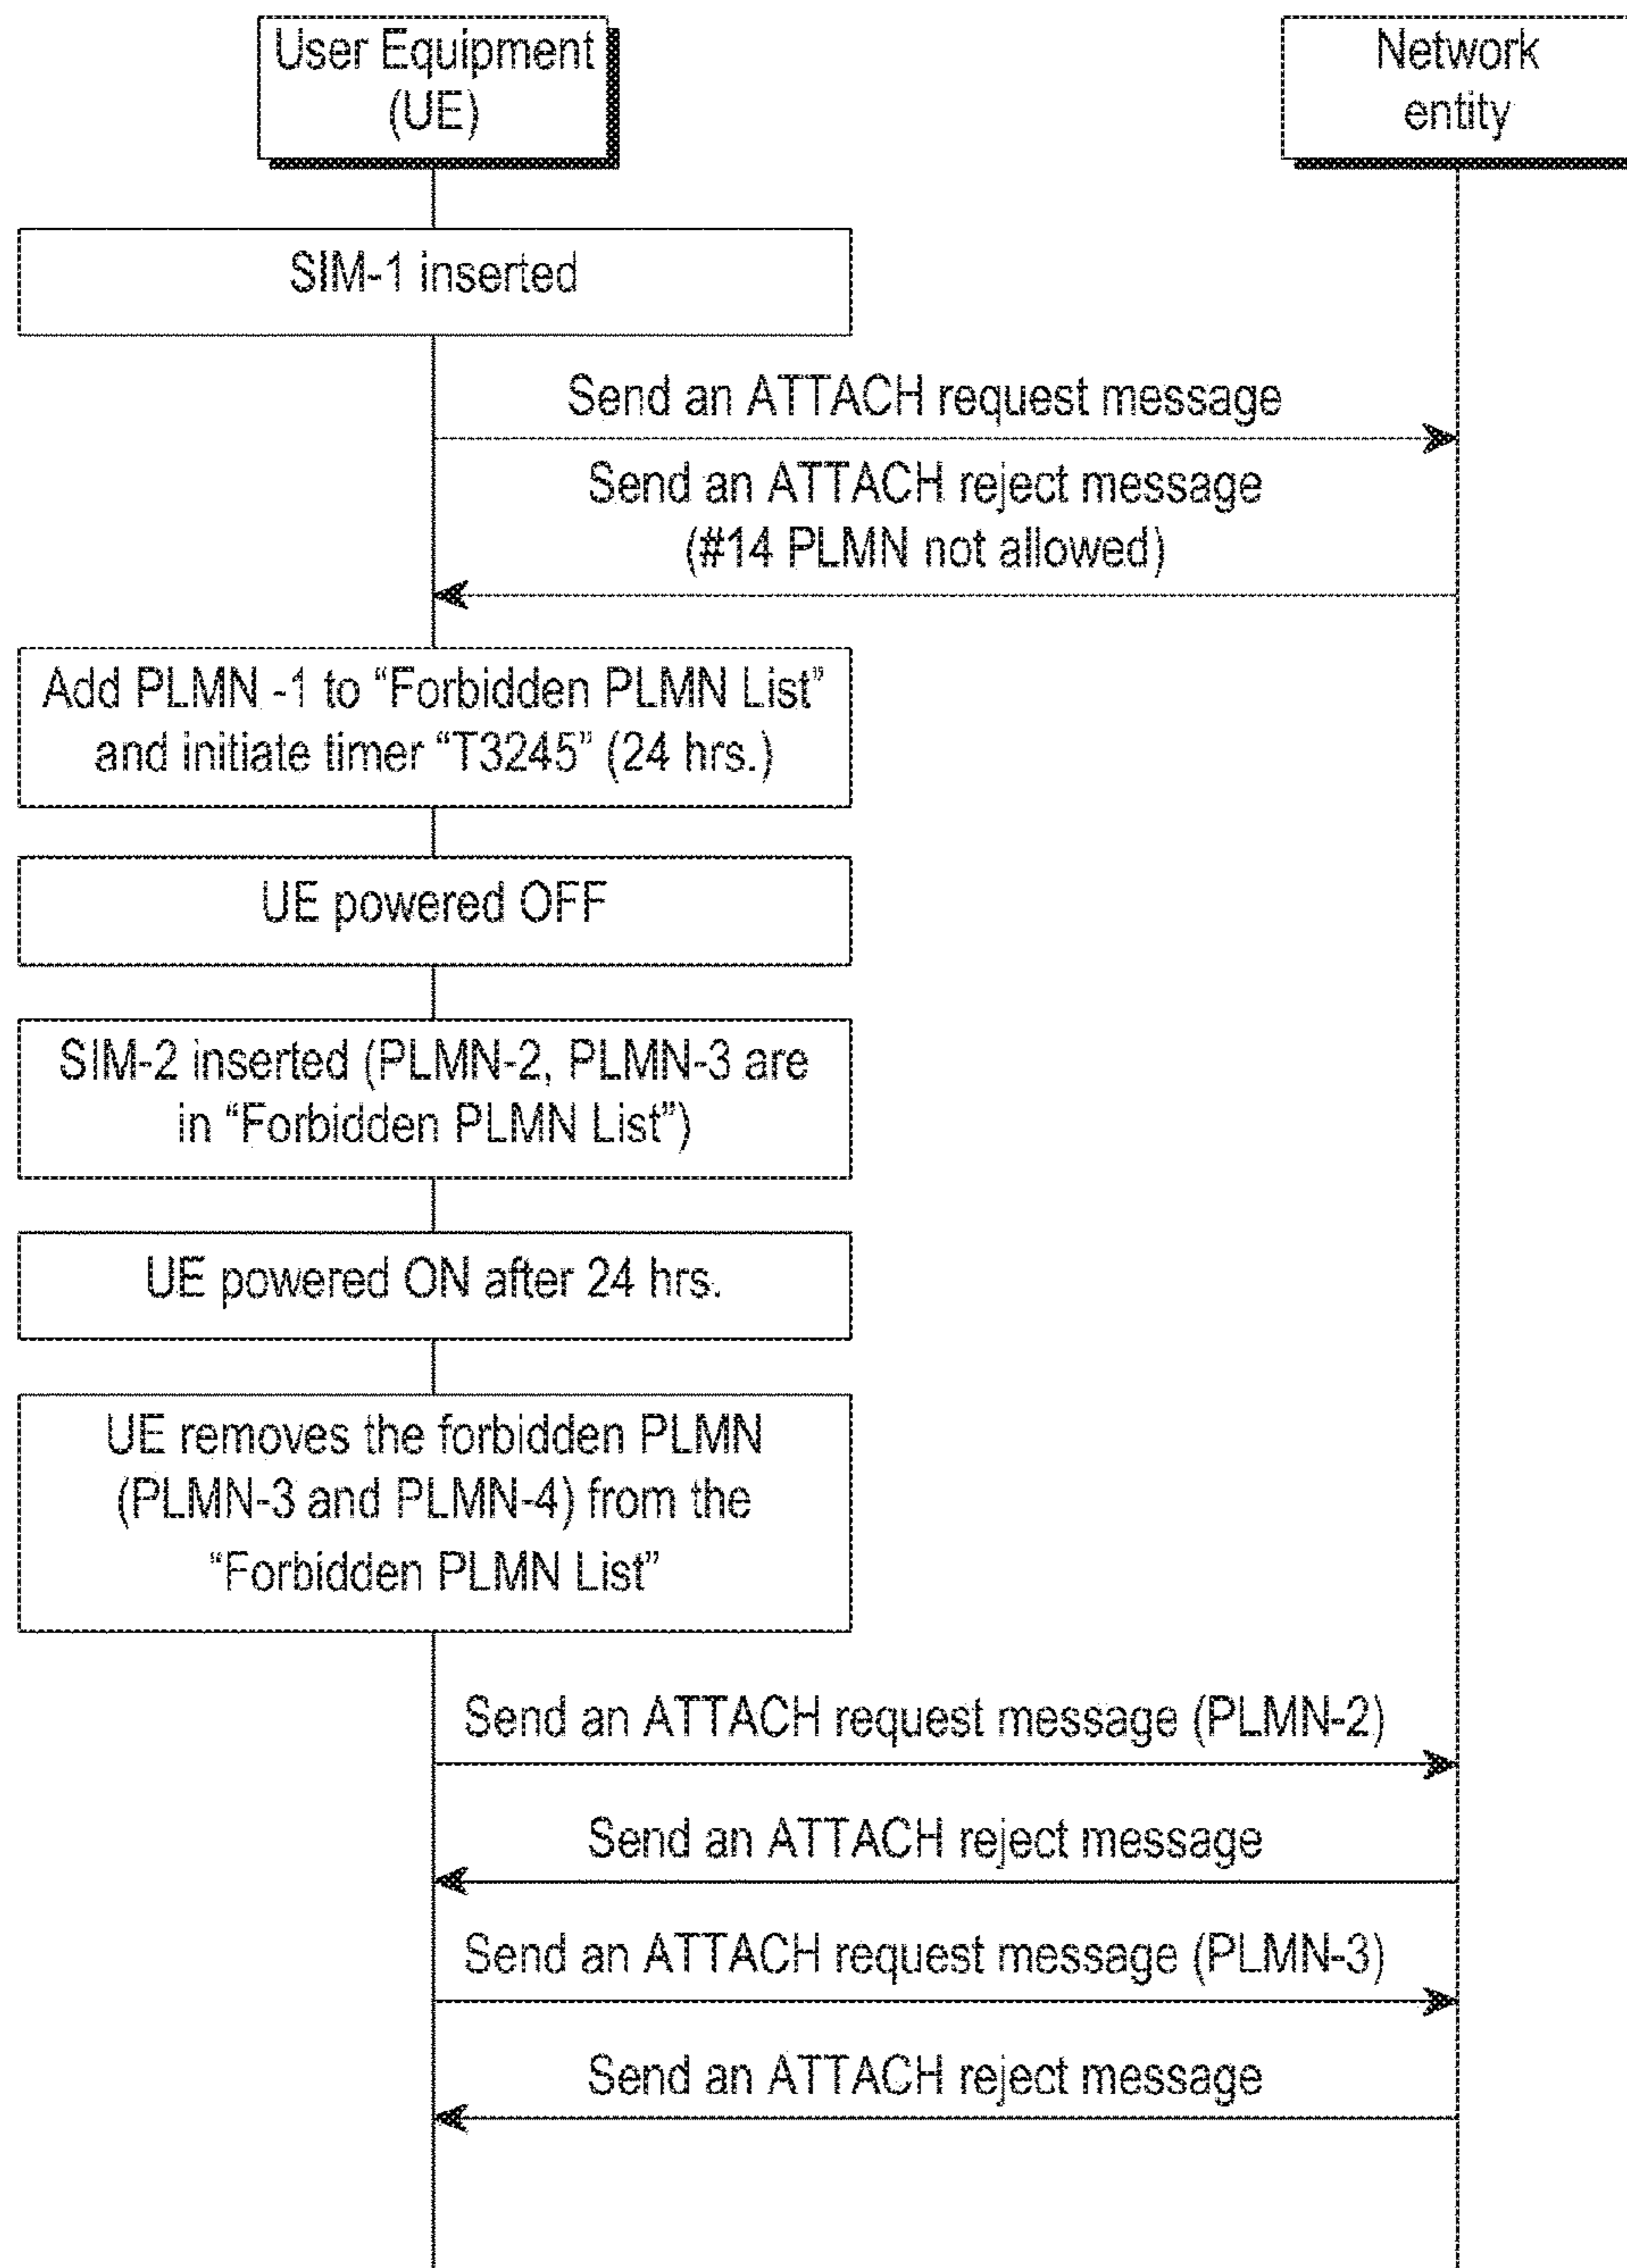 User Equipment
(UE)
Network
entity
SIM-1 inserted
Send an ATTACH request message
Send an ATTACH reject message
(#14 PLMN not allowed)
Add PLMN -1 to “Forbidden PLMN List”
and initiate timer “T3245” (24 hrs.)
UE powered OFF
SIM-2 inserted (PLMN-2, PLMN-3 are
in “Forbidden PLMN List”)
UE powered ON after 24 hrs.
UE removes the forbidden PLMN
(PLMN-3 and PLMN-4) from the
“Forbidden PLMN List”
Send an ATTACH request message (PLMN-2)
Send an ATTACH reject message
Send an ATTACH request message (PLMN-3)
Send an ATTACH reject message